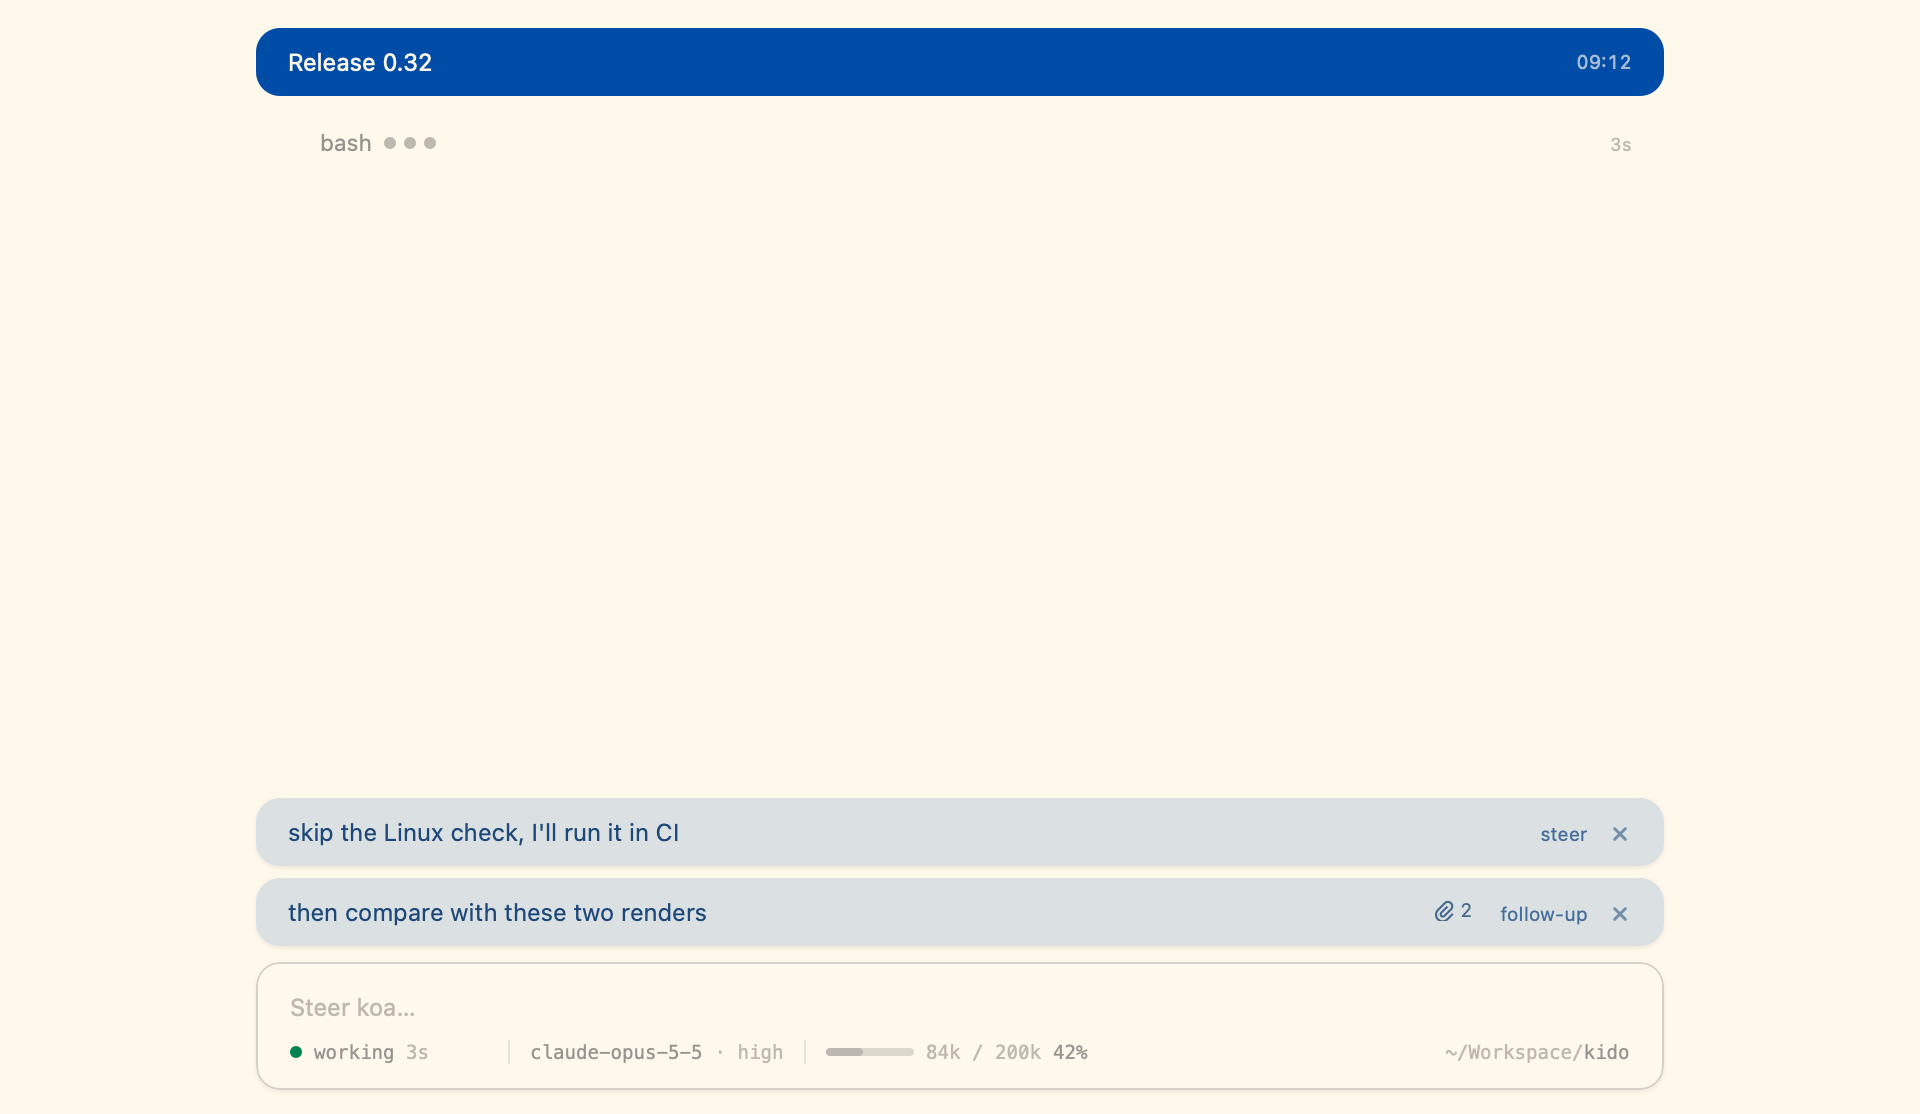 Release 0.32 09:12
bash 3s
skip the Linux check, I'll run it in CI steer
then compare with these two renders 2 follow-up
Steer koa...
working 3s claude-opus-5-5 · high 84k / 200k 42% ~/Workspace/kido